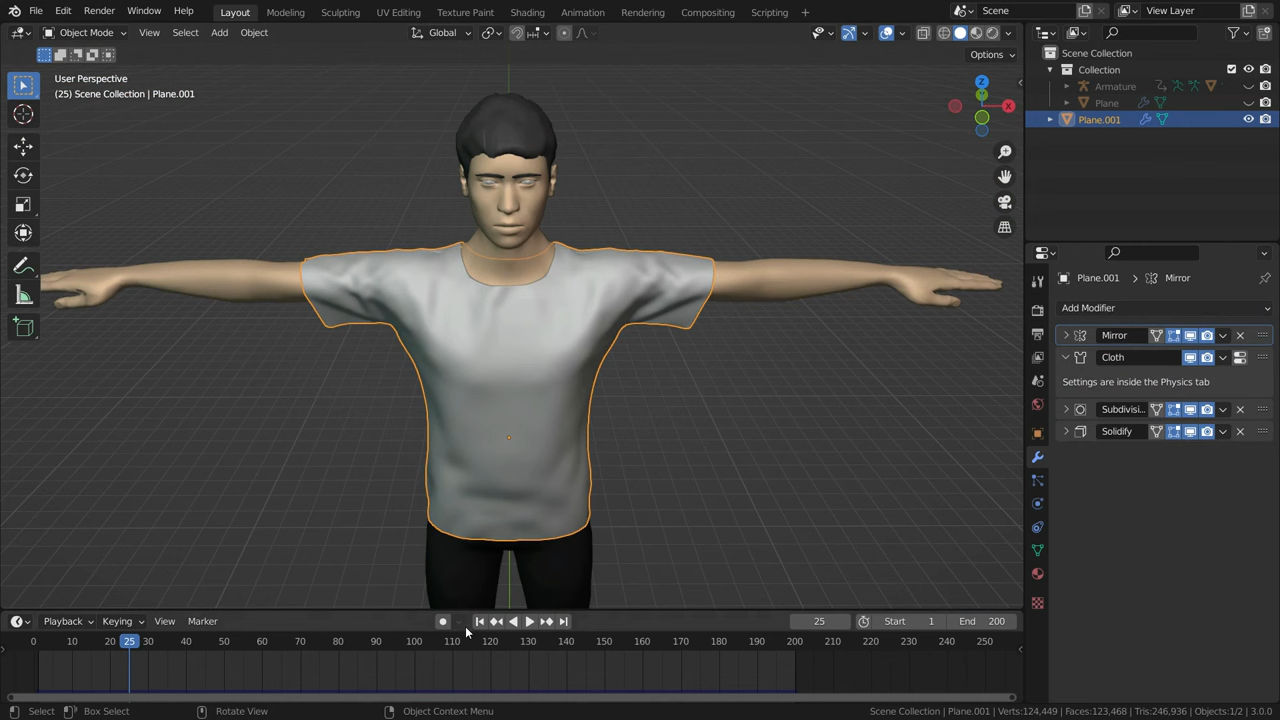 File Edit Render Window Help Layout Modeling Sculpting UV Editing Texture Paint Shading Animation Rendering Compositing Scripting + Scene View Layer
Object Mode View Select Add Object Global
Options
User Perspective
(25) Scene Collection | Plane.001
Z
Y
X
Scene Collection
Collection
Armature
Plane
Plane.001
Plane.001 > Mirror
Add Modifier
Mirror
Cloth
Settings are inside the Physics tab
Subdivisi...
Solidify
Playback Keying View Marker 25 Start 1 End 200
0 10 20 25 30 40 50 60 70 80 90 100 110 120 130 140 150 160 170 180 190 200 210 220 230 240 250
Select Box Select Rotate View Object Context Menu Scene Collection | Plane.001 | Verts:124,449 | Faces:123,468 | Tris:246,936 | Objects:1/2 | 3.0.0